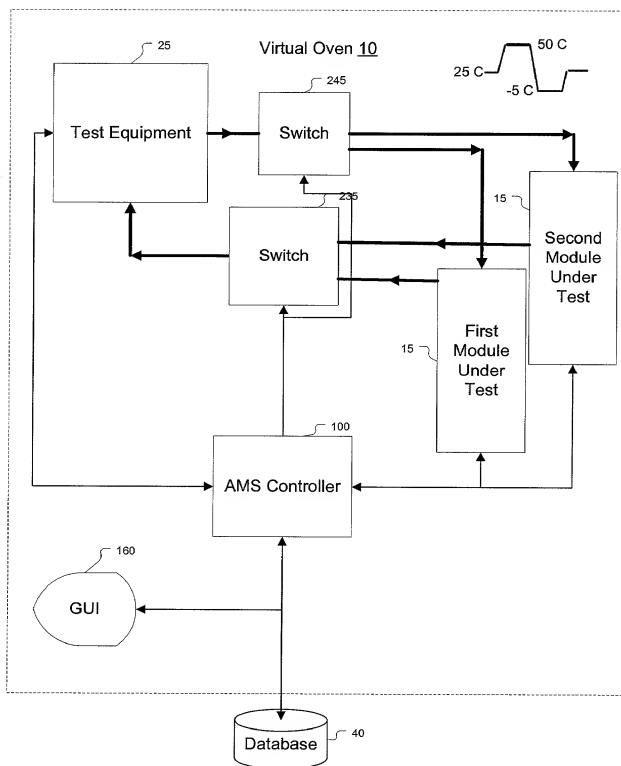 Virtual Oven 10
25
245
50 C
25 C
-5 C
Test Equipment
Switch
235
Switch
15
Second
Module
Under
Test
15
First
Module
Under
Test
100
AMS Controller
160
GUI
Database
40